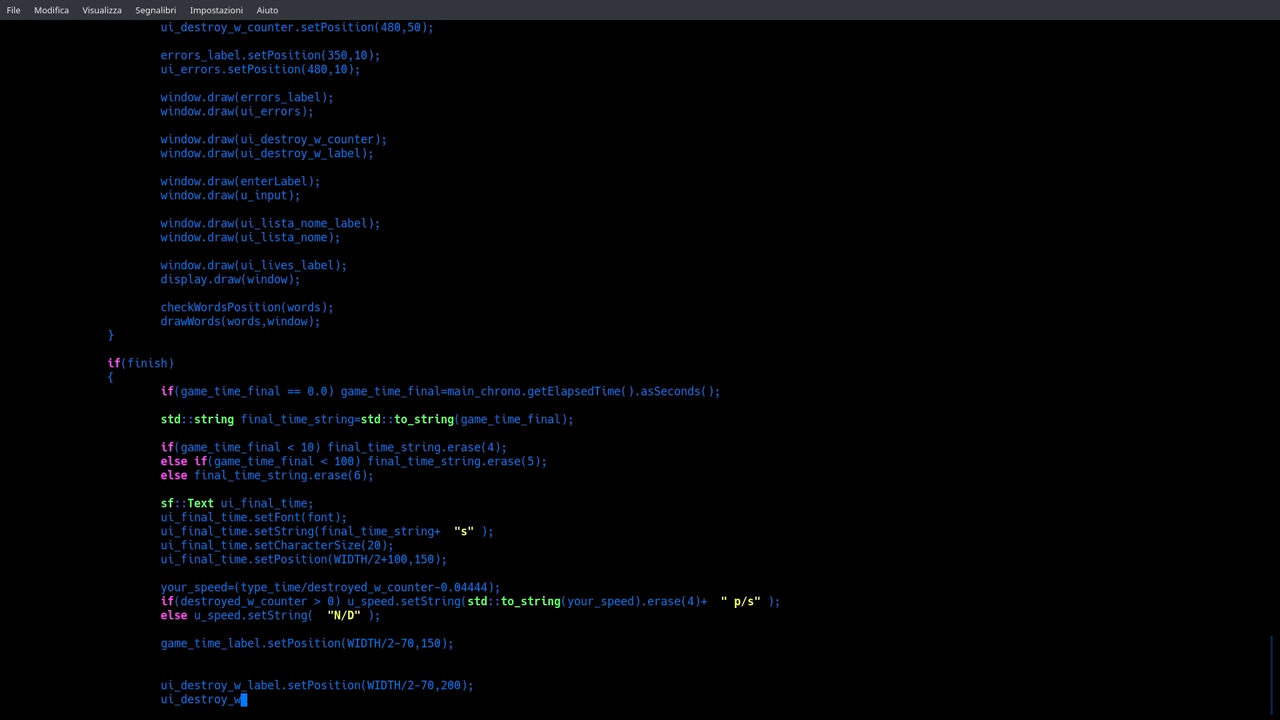 File Modifica Visualizza Segnalibri Impostazioni Aiuto
ui_destroy_w_counter.setPosition(480,50);
errors_label.setPosition(350,10);
ui_errors.setPosition(480,10);
window.draw(errors_label);
window.draw(ui_errors);
window.draw(ui_destroy_w_counter);
window.draw(ui_destroy_w_label);
window.draw(enterLabel);
window.draw(u_input);
window.draw(ui_lista_nome_label);
window.draw(ui_lista_nome);
window.draw(ui_lives_label);
display.draw(window);
checkWordsPosition(words);
drawWords(words,window);
}
if(finish)
{
if(game_time_final == 0.0) game_time_final=main_chrono.getElapsedTime().asSeconds();
std::string final_time_string=std::to_string(game_time_final);
if(game_time_final < 10) final_time_string.erase(4);
else if(game_time_final < 100) final_time_string.erase(5);
else final_time_string.erase(6);
sf::Text ui_final_time;
ui_final_time.setFont(font);
ui_final_time.setString(final_time_string+  "s" );
ui_final_time.setCharacterSize(20);
ui_final_time.setPosition(WIDTH/2+100,150);
your_speed=(type_time/destroyed_w_counter-0.04444);
if(destroyed_w_counter > 0) u_speed.setString(std::to_string(your_speed).erase(4)+  " p/s" );
else u_speed.setString(  "N/D" );
game_time_label.setPosition(WIDTH/2-70,150);
ui_destroy_w_label.setPosition(WIDTH/2-70,200);
ui_destroy_w